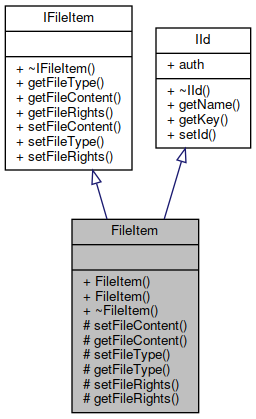 IFileItem
+ ~IFileItem()
+ getFileType()
+ getFileContent()
+ getFileRights()
+ setFileContent()
+ setFileType()
+ setFileRights()
IId
+ auth
+ ~IId()
+ getName()
+ getKey()
+ setId()
FileItem
+ FileItem()
+ FileItem()
+ ~FileItem()
# setFileContent()
# getFileContent()
# setFileType()
# getFileType()
# setFileRights()
# getFileRights()